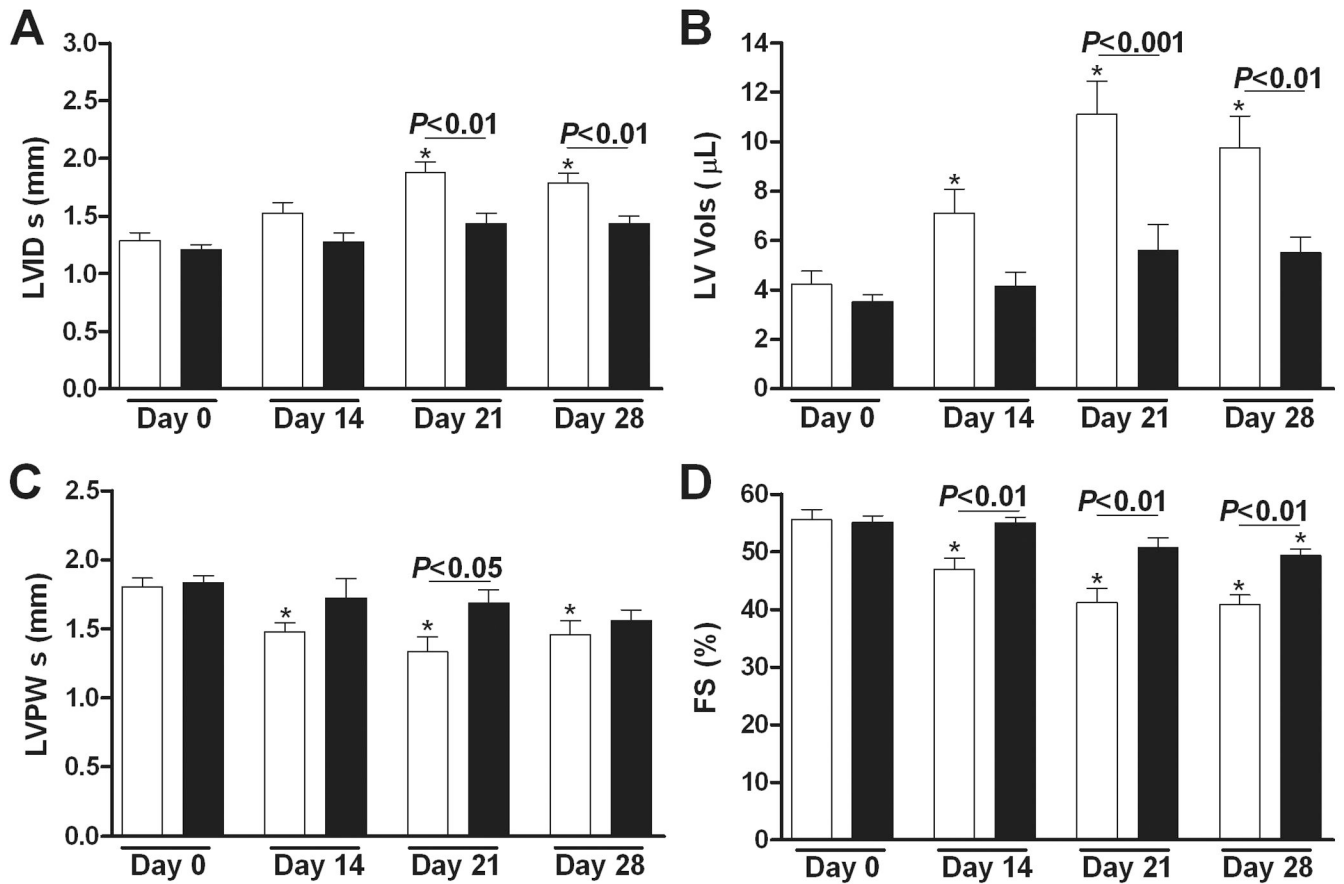 A
LVID s (mm)
3.0
2.5
2.0
1.5
1.0
0.5
0.0
P<0.01
P<0.01
*
*
Day 0 Day 14 Day 21 Day 28
B
LV Vols (μL)
14
12
10
8
6
4
2
0
P<0.001
P<0.01
*
*
*
Day 0 Day 14 Day 21 Day 28
C
LVPW s (mm)
2.5
2.0
1.5
1.0
0.5
0.0
P<0.05
*
*
*
Day 0 Day 14 Day 21 Day 28
D
FS (%)
60
50
40
30
20
10
0
P<0.01
P<0.01
P<0.01
*
*
*
*
Day 0 Day 14 Day 21 Day 28